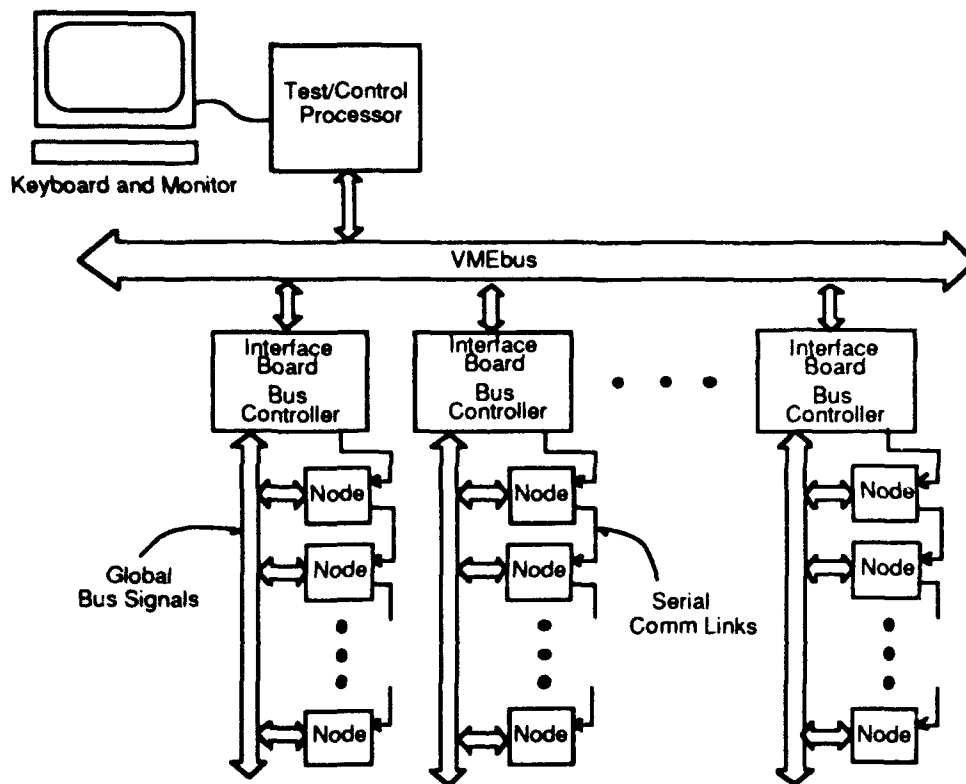 Test/Control
Processor
Keyboard and Monitor
VMEbus
Interface
Board
Bus
Controller
Interface
Board
Bus
Controller
Interface
Board
Bus
Controller
Node
Node
Node
Node
Node
Node
Global
Bus Signals
Serial
Comm Links
Node
Node
Node